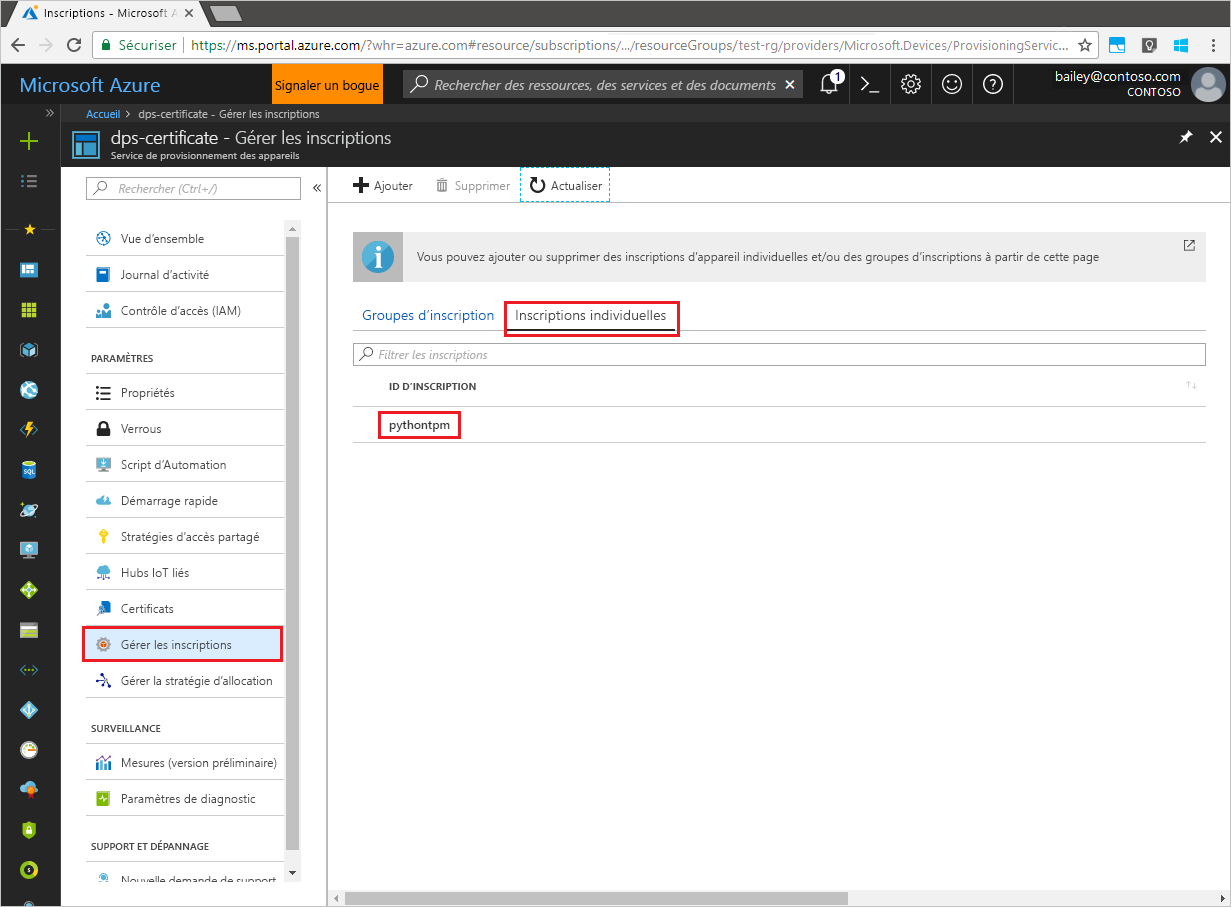 Inscriptions - Microsoft A
Sécuriser
https://ms.portal.azure.com/?whr=azure.com#resource/subscriptions/.../resourceGroups/test-rg/providers/Microsoft.Devices/ProvisioningServic...
Microsoft Azure
Signaler un bogue
Rechercher des ressources, des services et des documents
1
bailey@contoso.com
CONTOSO
Accueil > dps-certificate - Gérer les inscriptions
dps-certificate - Gérer les inscriptions
Service de provisionnement des appareils
Rechercher (Ctrl+/)
Vue d’ensemble
Journal d’activité
Contrôle d’accès (IAM)
PARAMÈTRES
Propriétés
Verrous
Script d’Automation
Démarrage rapide
Stratégies d’accès partagé
Hubs IoT liés
Certificats
Gérer les inscriptions
Gérer la stratégie d’allocation
SURVEILLANCE
Mesures (version préliminaire)
Paramètres de diagnostic
SUPPORT ET DÉPANNAGE
Nouvelle demande de support
Ajouter
Supprimer
Actualiser
Vous pouvez ajouter ou supprimer des inscriptions d’appareil individuelles et/ou des groupes d’inscriptions à partir de cette page
Groupes d’inscription
Inscriptions individuelles
Filtrer les inscriptions
ID D’INSCRIPTION
pythontpm
SQL